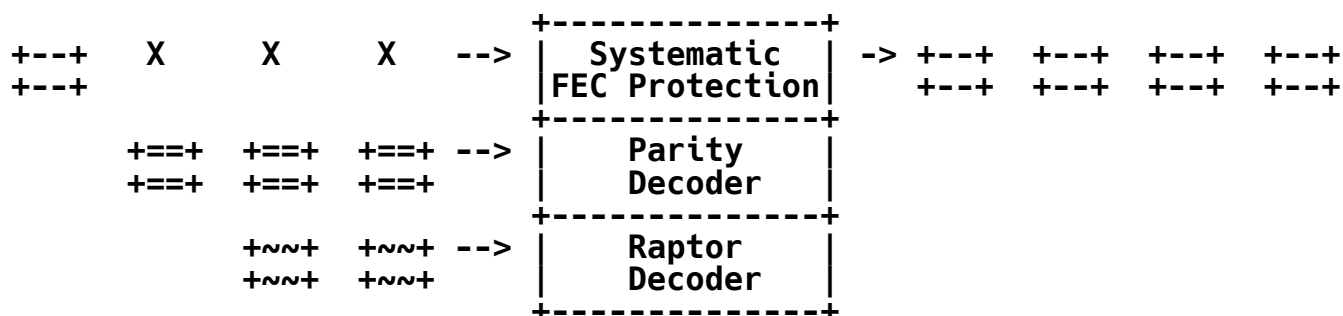 +--------------+
+--+   X     X     X   --> |  Systematic  | -> +--+  +--+  +--+  +--+
+--+                       |FEC Protection|    +--+  +--+  +--+  +--+
                           +--------------+
      +==+  +==+  +==+ --> |    Parity    |
      +==+  +==+  +==+     |    Decoder   |
                           +--------------+
            +~~+  +~~+ --> |    Raptor    |
            +~~+  +~~+     |    Decoder   |
                           +--------------+